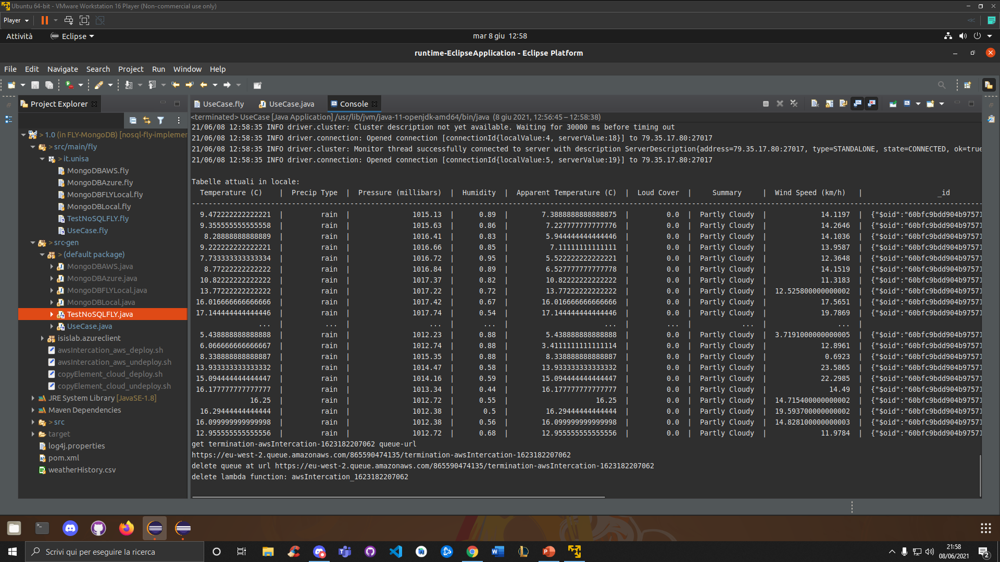 Ubuntu 64-bit - VMware Workstation 16 Player (Non-commercial use only)
Player
Attività
Eclipse
mar 8 giu 12:58
runtime-EclipseApplication - Eclipse Platform
File Edit Navigate Search Project Run Window Help
Project Explorer
UseCase.fly
UseCase.java
Console
<terminated> UseCase [Java Application] /usr/lib/jvm/java-11-openjdk-amd64/bin/java (8 giu 2021, 12:56:45 – 12:58:38)
> 1.0 (in FLY-MongoDB) [nosql-fly-implemer
> src/main/fly
> it.unisa
MongoDBAWS.fly
MongoDBAzure.fly
MongoDBFLYLocal.fly
MongoDBLocal.fly
TestNoSQLFLY.fly
UseCase.fly
> src-gen
> (default package)
MongoDBAWS.java
MongoDBAzure.java
MongoDBFLYLocal.java
MongoDBLocal.java
TestNoSQLFLY.java
UseCase.java
isislab.azureclient
awsIntercation_aws_deploy.sh
awsIntercation_aws_undeploy.sh
copyElement_cloud_deploy.sh
copyElement_cloud_undeploy.sh
JRE System Library [JavaSE-1.8]
Maven Dependencies
> src
target
log4j.properties
pom.xml
weatherHistory.csv
21/06/08 12:58:35 INFO driver.cluster: Cluster description not yet available. Waiting for 30000 ms before timing out
21/06/08 12:58:35 INFO driver.connection: Opened connection [connectionId{localValue:4, serverValue:18}] to 79.35.17.80:27017
21/06/08 12:58:35 INFO driver.cluster: Monitor thread successfully connected to server with description ServerDescription{address=79.35.17.80:27017, type=STANDALONE, state=CONNECTED, ok=true
21/06/08 12:58:35 INFO driver.connection: Opened connection [connectionId{localValue:5, serverValue:19}] to 79.35.17.80:27017
Tabelle attuali in locale:
Temperature (C) | Precip Type | Pressure (millibars) | Humidity | Apparent Temperature (C) | Loud Cover | Summary | Wind Speed (km/h) | _id
9.472222222222221 | rain | 1015.13 | 0.89 | 7.3888888888888875 | 0.0 | Partly Cloudy | 14.1197 | {"$oid":"60bfc9bdd904b97571
9.355555555555558 | rain | 1015.63 | 0.86 | 7.227777777777776 | 0.0 | Partly Cloudy | 14.2646 | {"$oid":"60bfc9bdd904b97571
8.28888888888889 | rain | 1016.41 | 0.83 | 5.944444444444446 | 0.0 | Partly Cloudy | 14.1036 | {"$oid":"60bfc9bdd904b97571
9.222222222222221 | rain | 1016.66 | 0.85 | 7.11111111111111 | 0.0 | Partly Cloudy | 13.9587 | {"$oid":"60bfc9bdd904b97571
7.733333333333334 | rain | 1016.72 | 0.95 | 5.522222222222221 | 0.0 | Partly Cloudy | 12.3648 | {"$oid":"60bfc9bdd904b97571
8.77222222222222 | rain | 1016.84 | 0.89 | 6.527777777777778 | 0.0 | Partly Cloudy | 14.1519 | {"$oid":"60bfc9bdd904b97571
10.82222222222222 | rain | 1017.37 | 0.82 | 10.82222222222222 | 0.0 | Partly Cloudy | 11.3183 | {"$oid":"60bfc9bdd904b97571
13.77222222222222 | rain | 1017.22 | 0.72 | 13.77222222222222 | 0.0 | Partly Cloudy | 12.525800000000002 | {"$oid":"60bfc9bdd904b97571
16.016666666666666 | rain | 1017.42 | 0.67 | 16.016666666666666 | 0.0 | Partly Cloudy | 17.5651 | {"$oid":"60bfc9bdd904b97571
17.144444444444446 | rain | 1017.74 | 0.54 | 17.144444444444446 | 0.0 | Partly Cloudy | 19.7869 | {"$oid":"60bfc9bdd904b97571
... | ... | ... | ... | ... | ... | ... | ... |
5.438888888888888 | rain | 1012.23 | 0.88 | 5.438888888888888 | 0.0 | Partly Cloudy | 3.7191000000000005 | {"$oid":"60bfc9bdd904b97571
6.066666666666667 | rain | 1012.74 | 0.88 | 3.4111111111111114 | 0.0 | Partly Cloudy | 12.8961 | {"$oid":"60bfc9bdd904b97571
8.338888888888887 | rain | 1015.35 | 0.88 | 8.338888888888887 | 0.0 | Partly Cloudy | 0.6923 | {"$oid":"60bfc9bdd904b97571
13.933333333333332 | rain | 1014.47 | 0.58 | 13.933333333333332 | 0.0 | Partly Cloudy | 23.5865 | {"$oid":"60bfc9bdd904b97571
15.094444444444447 | rain | 1014.16 | 0.59 | 15.094444444444447 | 0.0 | Partly Cloudy | 22.2985 | {"$oid":"60bfc9bdd904b97571
16.177777777777777 | rain | 1013.34 | 0.44 | 16.177777777777777 | 0.0 | Partly Cloudy | 14.49 | {"$oid":"60bfc9bdd904b97571
16.25 | rain | 1012.72 | 0.55 | 16.25 | 0.0 | Partly Cloudy | 14.715400000000002 | {"$oid":"60bfc9bdd904b97571
16.29444444444444 | rain | 1012.38 | 0.5 | 16.29444444444444 | 0.0 | Partly Cloudy | 19.593700000000002 | {"$oid":"60bfc9bdd904b97571
16.099999999999998 | rain | 1012.38 | 0.56 | 16.099999999999998 | 0.0 | Partly Cloudy | 14.828100000000003 | {"$oid":"60bfc9bdd904b97571
12.955555555555556 | rain | 1012.72 | 0.68 | 12.955555555555556 | 0.0 | Partly Cloudy | 11.9784 | {"$oid":"60bfc9bdd904b97571
get termination-awsIntercation-1623182207062 queue-url
https://eu-west-2.queue.amazonaws.com/865590474135/termination-awsIntercation-1623182207062
delete queue at url https://eu-west-2.queue.amazonaws.com/865590474135/termination-awsIntercation-1623182207062
delete lambda function: awsIntercation_1623182207062
Scrivi qui per eseguire la ricerca
21:58
08/06/2021
2